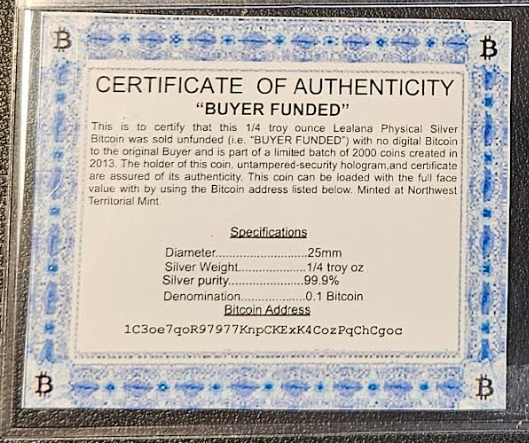 ₿ ₿
CERTIFICATE OF AUTHENTICITY
“BUYER FUNDED”
This is to certify that this 1/4 troy ounce Lealana Physical Silver
Bitcoin was sold unfunded (i.e. “BUYER FUNDED”) with no digital Bitcoin
to the original Buyer and is part of a limited batch of 2000 coins created in
2013. The holder of this coin, untampered-security hologram,and certificate
are assured of its authenticity. This coin can be loaded with the full face
value with by using the Bitcoin address listed below. Minted at Northwest
Territorial Mint.
Specifications
Diameter......................25mm
Silver Weight................1/4 troy oz
Silver purity..................99.9%
Denomination...............0.1 Bitcoin
Bitcoin Address
1C3oe7qoR97977KnpCKExK4CozPqChCgoc
₿ ₿